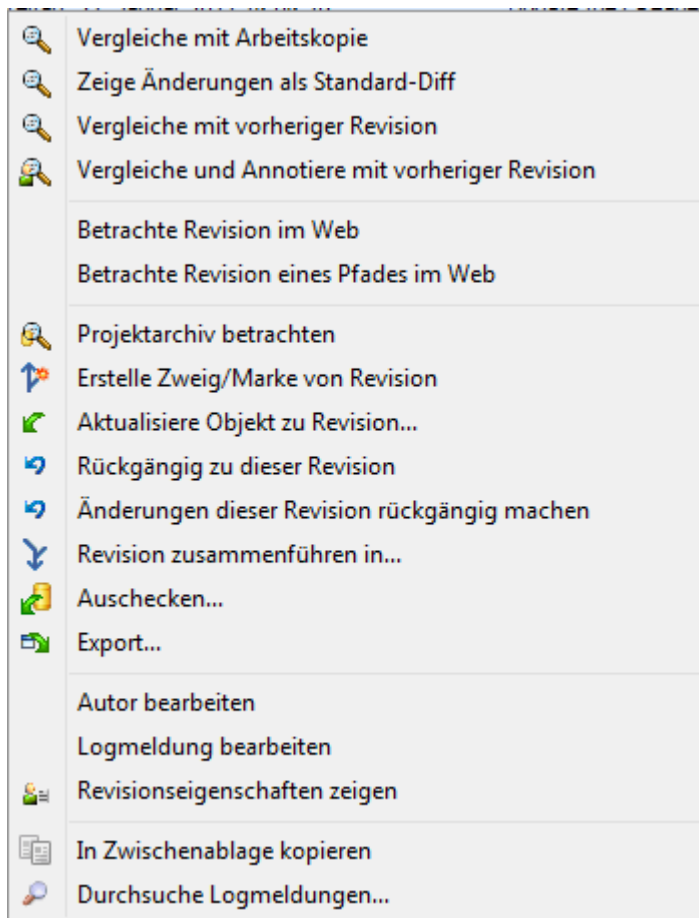 Vergleiche mit Arbeitskopie
Zeige Änderungen als Standard-Diff
Vergleiche mit vorheriger Revision
Vergleiche und Annotiere mit vorheriger Revision
Betrachte Revision im Web
Betrachte Revision eines Pfades im Web
Projektarchiv betrachten
Erstelle Zweig/Marke von Revision
Aktualisiere Objekt zu Revision...
Rückgängig zu dieser Revision
Änderungen dieser Revision rückgängig machen
Revision zusammenführen in...
Auschecken...
Export...
Autor bearbeiten
Logmeldung bearbeiten
Revisionseigenschaften zeigen
In Zwischenablage kopieren
Durchsuche Logmeldungen...